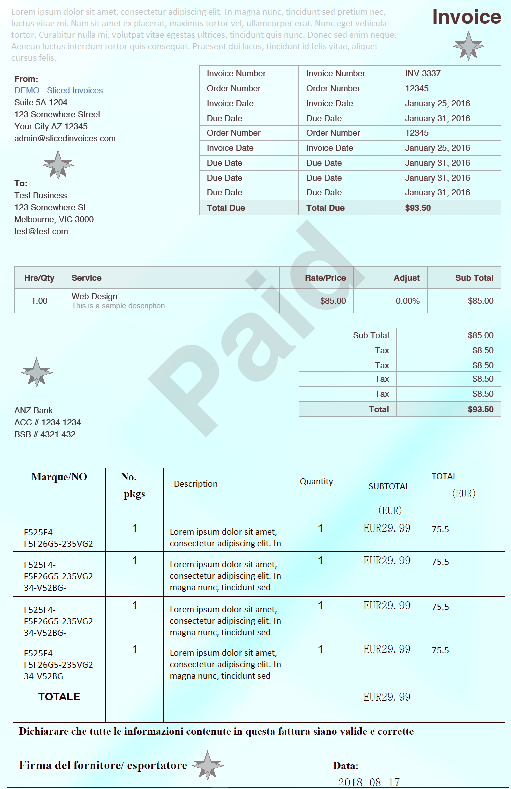 Lorem ipsum dolor sit amet, consectetur adipiscing elit. In magna nunc, tincidunt sed pretium nec,
luctus vitae mi. Nam sit amet ex placerat, maximus tortor vel, ullamcorper erat. Nunc eget vehicula
tortor. Curabitur nulla mi, volutpat vitae egestas ultrices, tincidunt quis nunc. Donec sed enim neque.
Aenean luctus interdum tortor quis consequat. Praesent dui lacus, tincidunt id felis vitae, aliquet
cursus felis.
Invoice
From:
DEMO - Sliced Invoices
Suite 5A-1204
123 Somewhere Street
Your City AZ 12345
admin@slicedinvoices.com
Invoice Number Invoice Number INV-3337
Order Number Order Number 12345
Invoice Date Invoice Date January 25, 2016
Due Date Due Date January 31, 2016
Order Number Order Number 12345
Invoice Date Invoice Date January 25, 2016
Due Date Due Date January 31, 2016
Due Date Due Date January 31, 2016
Due Date Due Date January 31, 2016
Total Due Total Due $93.50
To:
Test Business
123 Somewhere St
Melbourne, VIC 3000
test@test.com
Paid
Hrs/Qty Service Rate/Price Adjust Sub Total
1.00 Web Design $85.00 0.00% $85.00
This is a sample description
Sub Total $85.00
Tax $8.50
Tax $8.50
Tax $8.50
Tax $8.50
Total $93.50
ANZ Bank
ACC # 1234 1234
BSB # 4321 432
Marque/NO No. pkgs Description Quantity SUBTOTAL (EUR) TOTAL (EUR)
F525F4- 1 Lorem ipsum dolor sit amet, 1 EUR29.99 75.5
F5F26G5-235VG2 consectetur adipiscing elit. In
F525F4- 1 Lorem ipsum dolor sit amet, 1 EUR29.99 75.5
F5F26G5-235VG2 consectetur adipiscing elit. In
34-V52BG- magna nunc, tincidunt sed
F525F4- 1 Lorem ipsum dolor sit amet, 1 EUR29.99 75.5
F5F26G5-235VG2 consectetur adipiscing elit. In
34-V52BG- magna nunc, tincidunt sed
F525F4- 1 Lorem ipsum dolor sit amet, 1 EUR29.99 75.5
F5F26G5-235VG2 consectetur adipiscing elit. In
34-V52BG- magna nunc, tincidunt sed
TOTALE EUR29.99
Dichiarare che tutte le informazioni contenute in questa fattura siano valide e corrette
Firma del fornitore/ esportatore
Data:
2018-08-17